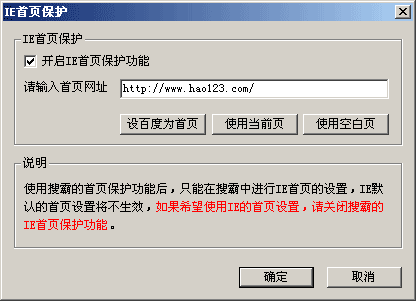 IE首页保护
IE首页保护
开启IE首页保护功能
请输入首页网址 http://www.hao123.com/
设百度为首页 使用当前页 使用空白页
说明
使用搜霸的首页保护功能后，只能在搜霸中进行IE首页的设置，IE默
认的首页设置将不生效，如果希望使用IE的首页设置，请关闭搜霸的
IE首页保护功能。
确定 取消